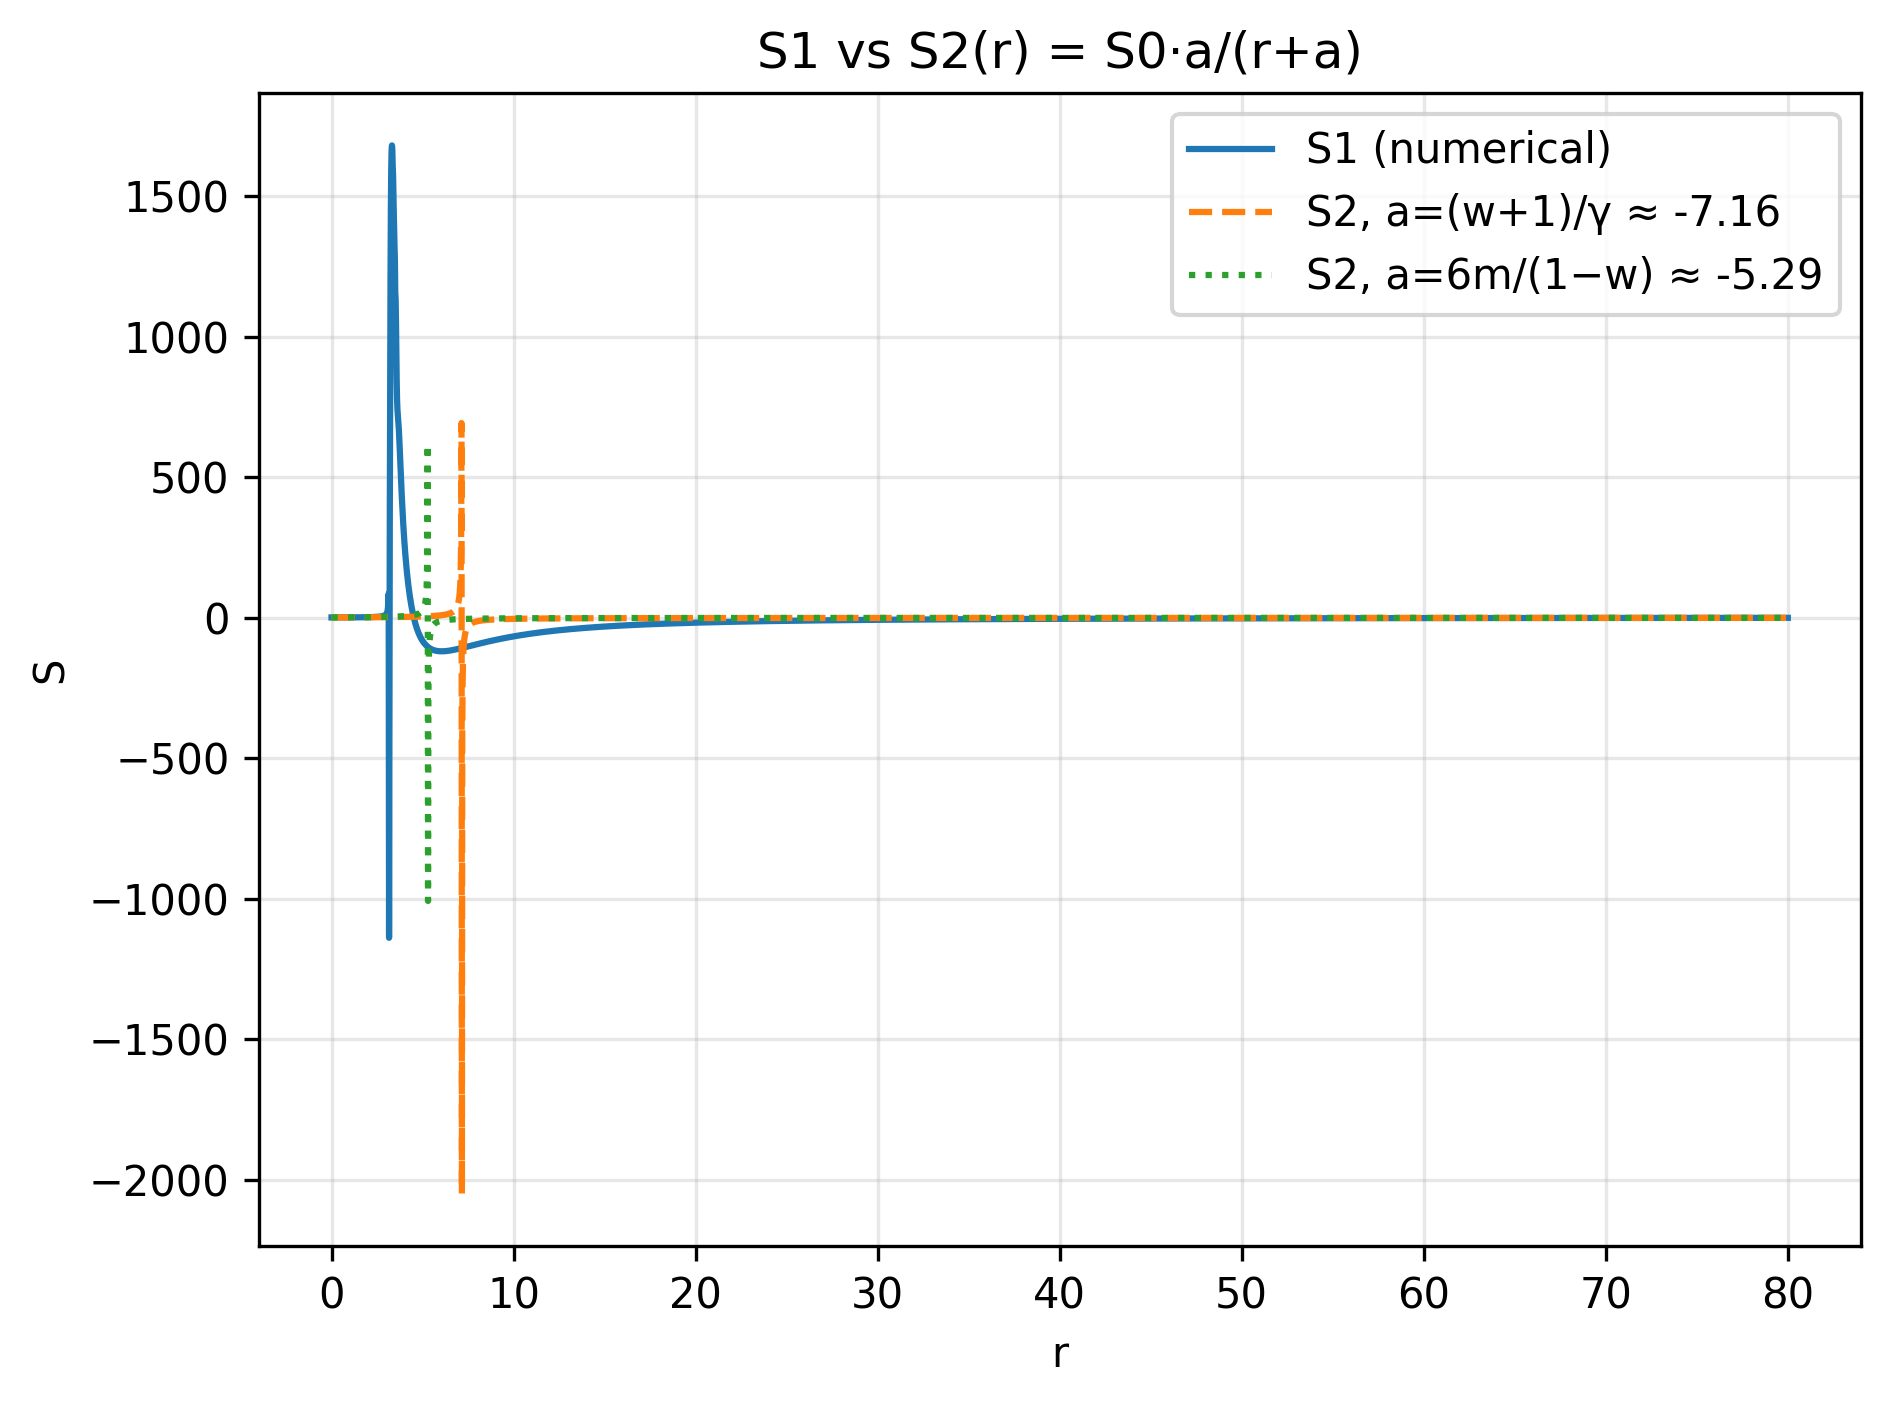 S1 vs S2(r) = S0·a/(r+a)
S1 (numerical)
S2, a=(w+1)/γ ≈ -7.16
S2, a=6m/(1−w) ≈ -5.29
1500
1000
500
0
−500
−1000
−1500
−2000
S
0 10 20 30 40 50 60 70 80
r